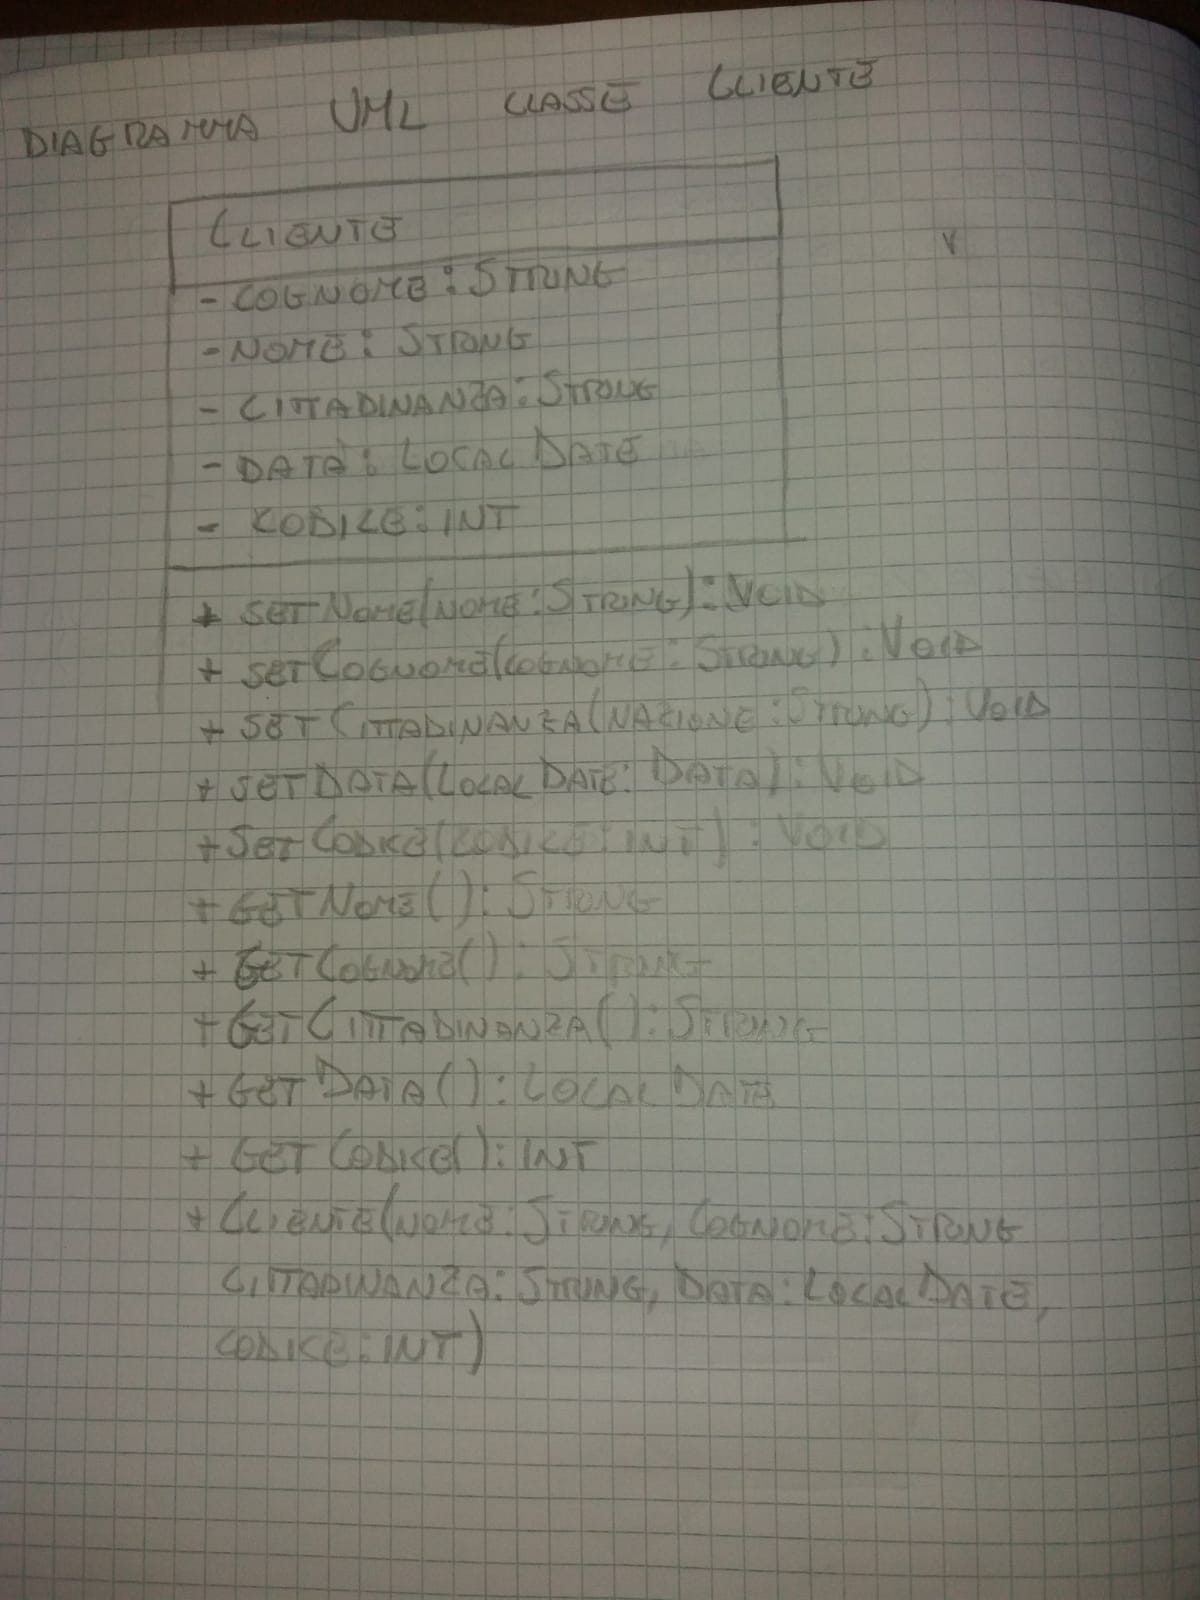 DIAGRAMMA UML CLASSE CLIENTE
CLIENTE
- COGNOME : STRING
- NOME : STRING
- CITTADINANZA : STRING
- DATA : LOCAL DATE
- CODICE : INT
+ SET NOME(NOME : STRING) : VOID
+ SET COGNOME(COGNOME : STRING) : VOID
+ SET CITTADINANZA(NAZIONE : STRING) : VOID
+ SET DATA(LOCAL DATE : DATA) : VOID
+ SET CODICE(CODICE : INT) : VOID
+ GET NOME() : STRING
+ GET COGNOME() : STRING
+ GET CITTADINANZA() : STRING
+ GET DATA() : LOCAL DATE
+ GET CODICE() : INT
+ CLIENTE(NOME : STRING, COGNOME : STRING
CITTADINANZA : STRING, DATA : LOCAL DATE,
CODICE : INT)